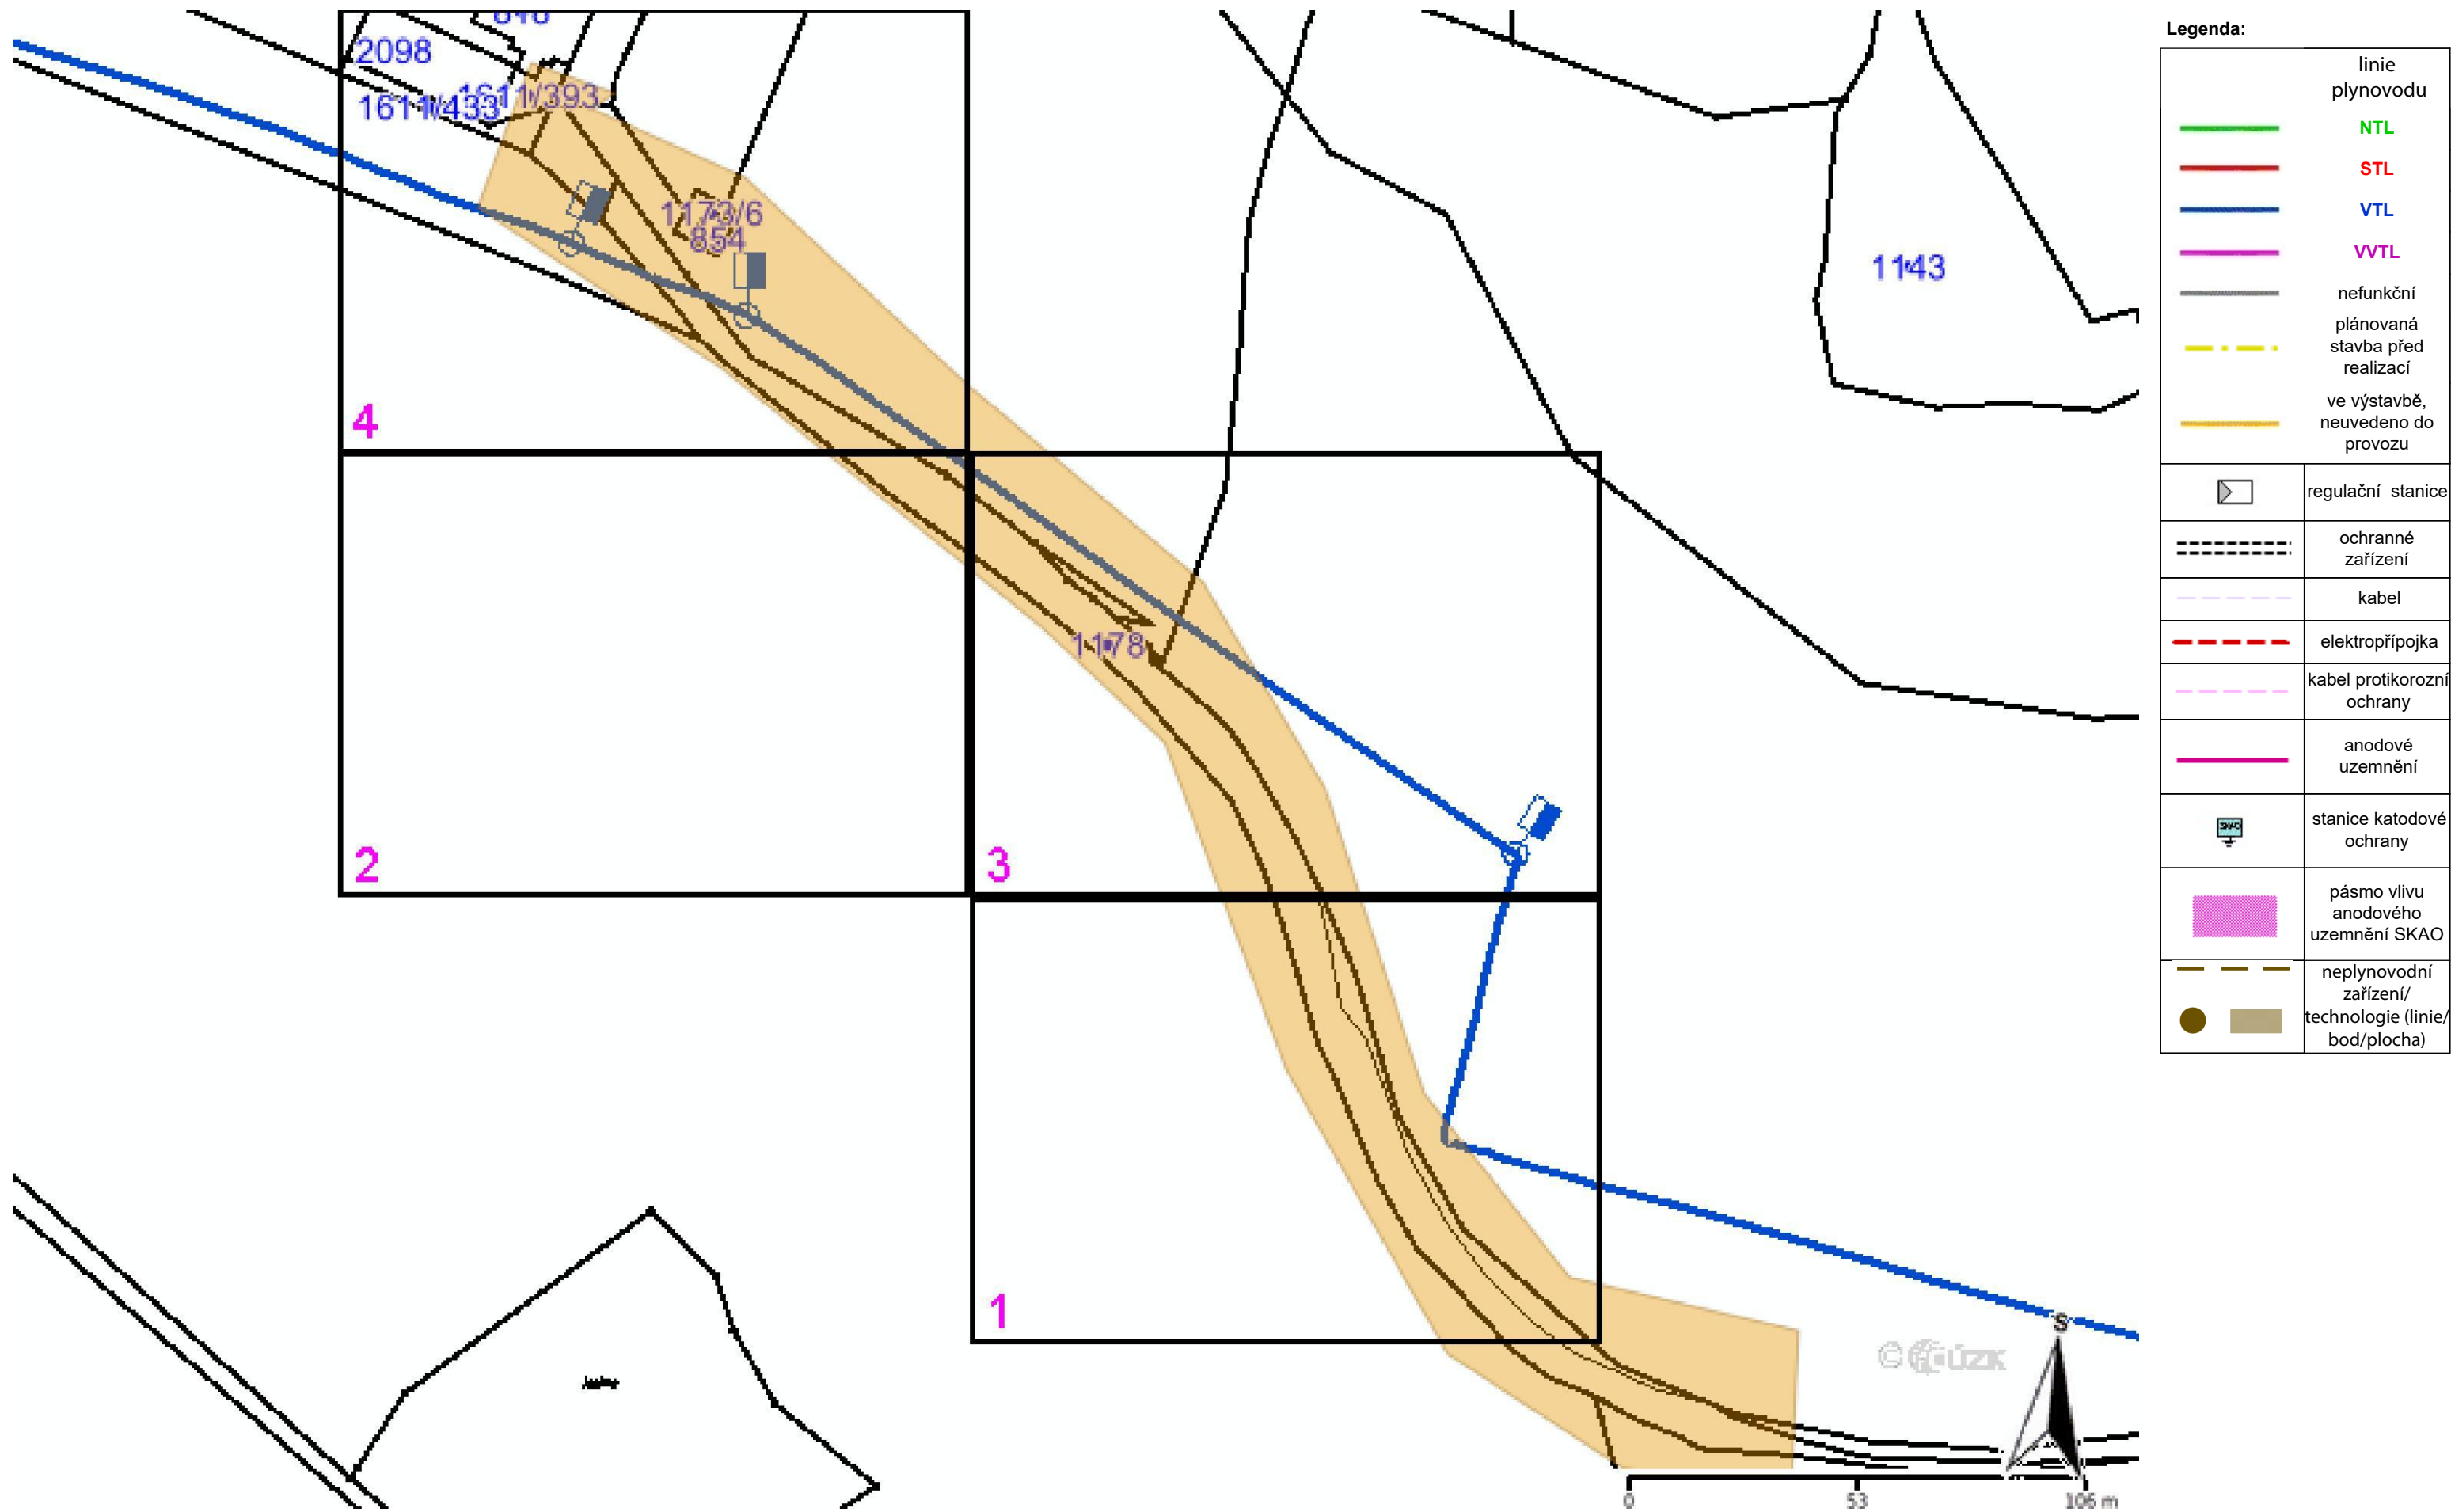 2098
1611/433
1611/393
1173/6
854
1143
4
1178
2
3
1
© ČÚZK
S
0
53
106 m
Legenda:
linie
plynovodu
NTL
STL
VTL
VVTL
nefunkční
plánovaná
stavba před
realizací
ve výstavbě,
neuvedeno do
provozu
regulační stanice
ochranné
zařízení
kabel
elektropřípojka
kabel protikorozní
ochrany
anodové
uzemnění
SKAO
stanice katodové
ochrany
pásmo vlivu
anodového
uzemnění SKAO
neplynovodní
zařízení/
technologie (linie/
bod/plocha)